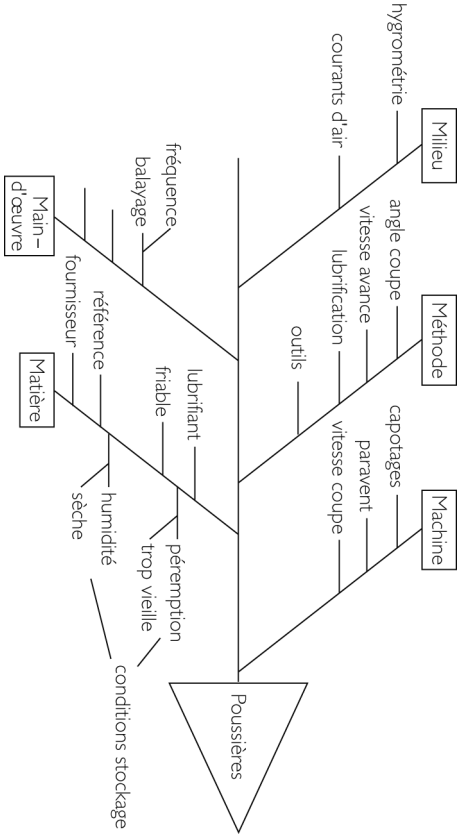 Milieu
Méthode
Machine
hygrométrie
courants d'air
angle coupe
vitesse avance
lubrification
outils
capotages
paravent
vitesse coupe
Poussières
fréquence
balayage
Main-
d'œuvre
lubrifiant
friable
référence
fournisseur
Matière
péremption
trop vieille
humidité
sèche
conditions stockage